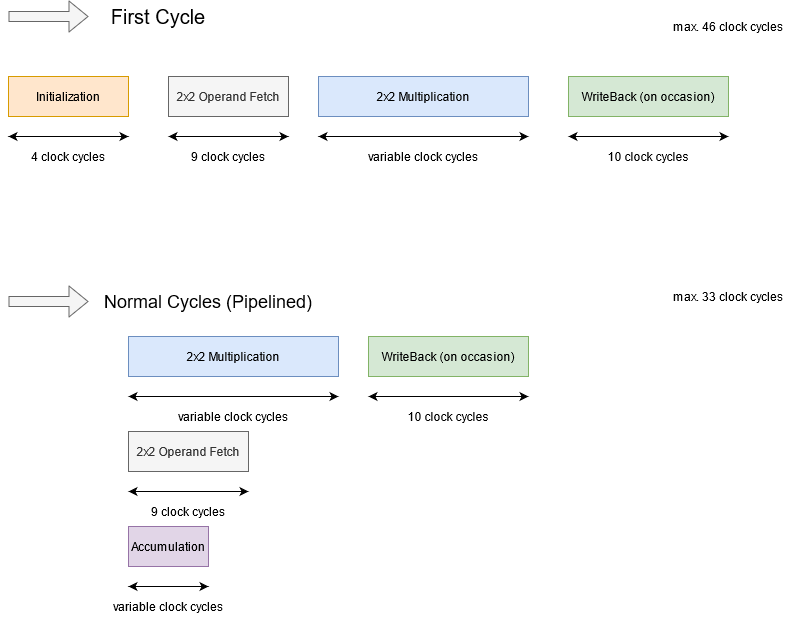 First Cycle
max. 46 clock cycles
Initialization
2x2 Operand Fetch
2x2 Multiplication
WriteBack (on occasion)
4 clock cycles
9 clock cycles
variable clock cycles
10 clock cycles
Normal Cycles (Pipelined)
max. 33 clock cycles
2x2 Multiplication
WriteBack (on occasion)
variable clock cycles
10 clock cycles
2x2 Operand Fetch
9 clock cycles
Accumulation
variable clock cycles